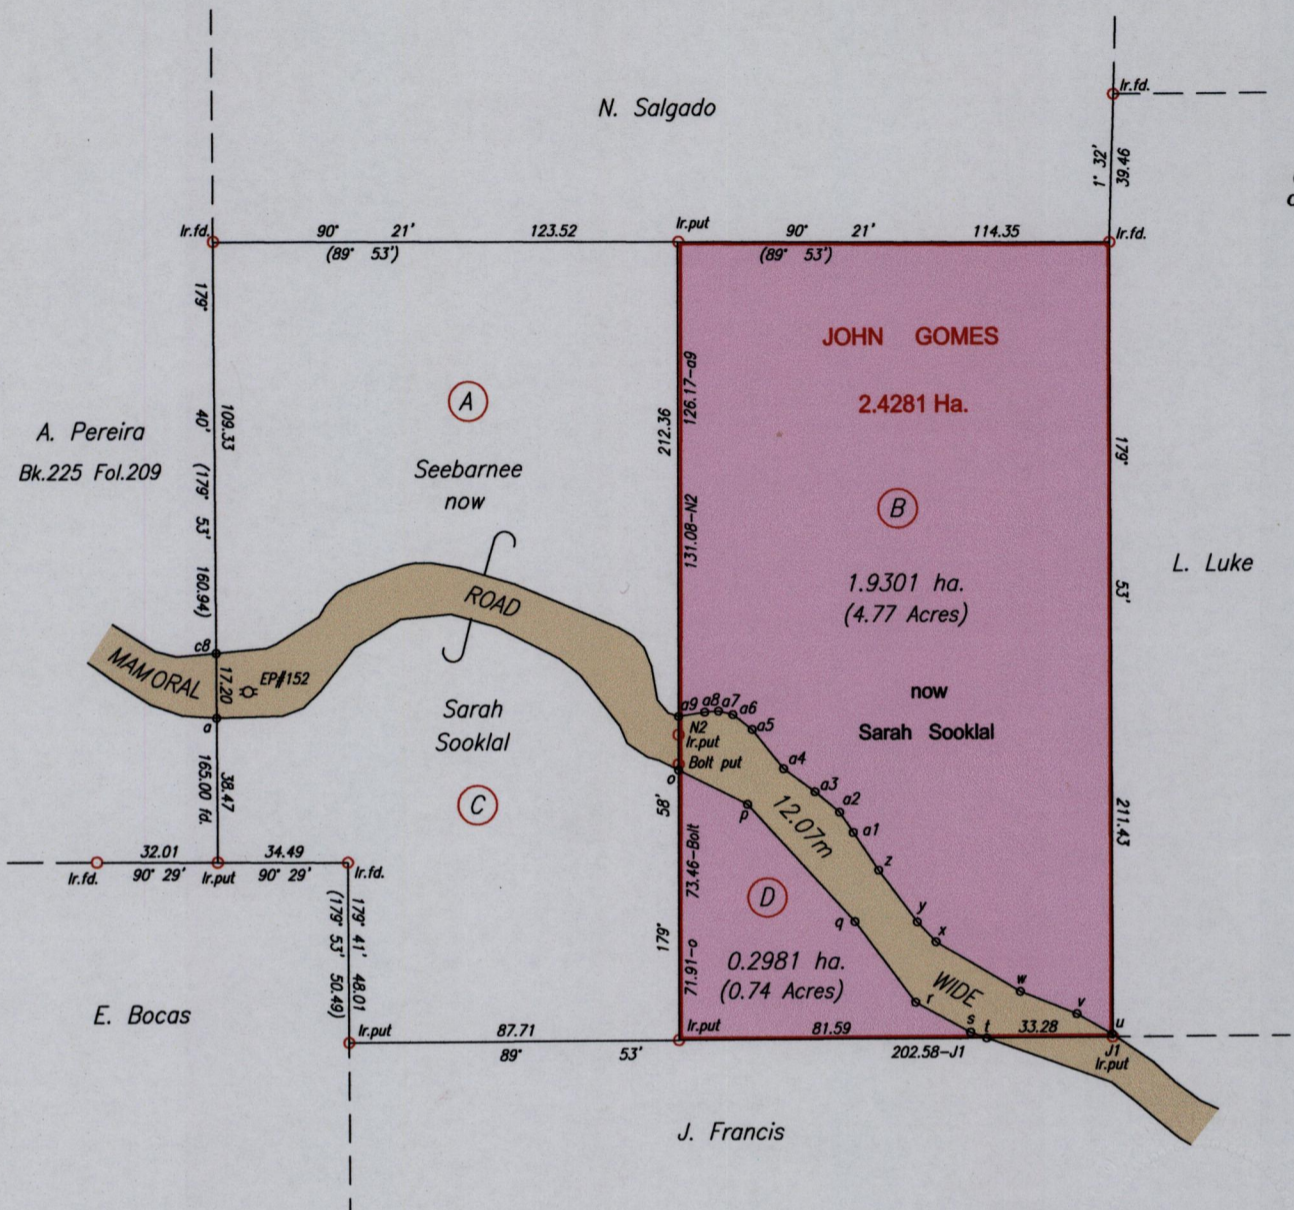 Ir.fd.
N. Salgado
1° 32'
39.46
Ir.fd.
90° 21' 123.52
(89° 53')
Ir.put
90° 21' 114.35
(89° 53')
Ir.fd.
JOHN GOMES
2.4281 Ha.
A
Seebarnee
now
A. Pereira
Bk.225 Fol.209
179° 40' (179° 53' 160.94)
109.33
212.36
126.17-a9
131.08-N2
179° 53'
211.43
B
1.9301 ha.
(4.77 Acres)
now
Sarah Sooklal
L. Luke
ROAD
MAMORAL
c8
17.20
EP#152
a
Sarah
Sooklal
C
a9 a8 a7 a6
a5
N2
Ir.put
Bolt put
o
a4
a3
a2
a1
p
12.07m
z
y
x
q
WIDE
w
v
u
r
s
t
165.00 fd.
38.47
32.01
90° 29'
34.49
90° 29'
Ir.fd.
Ir.put
Ir.fd.
179° 41' 48.01
(179° 53' 50.49)
179° 58'
73.46-Bolt
71.91-o
D
0.2981 ha.
(0.74 Acres)
E. Bocas
Ir.put
87.71
89° 53'
Ir.put
81.59
33.28
202.58-J1
J1
Ir.put
J. Francis